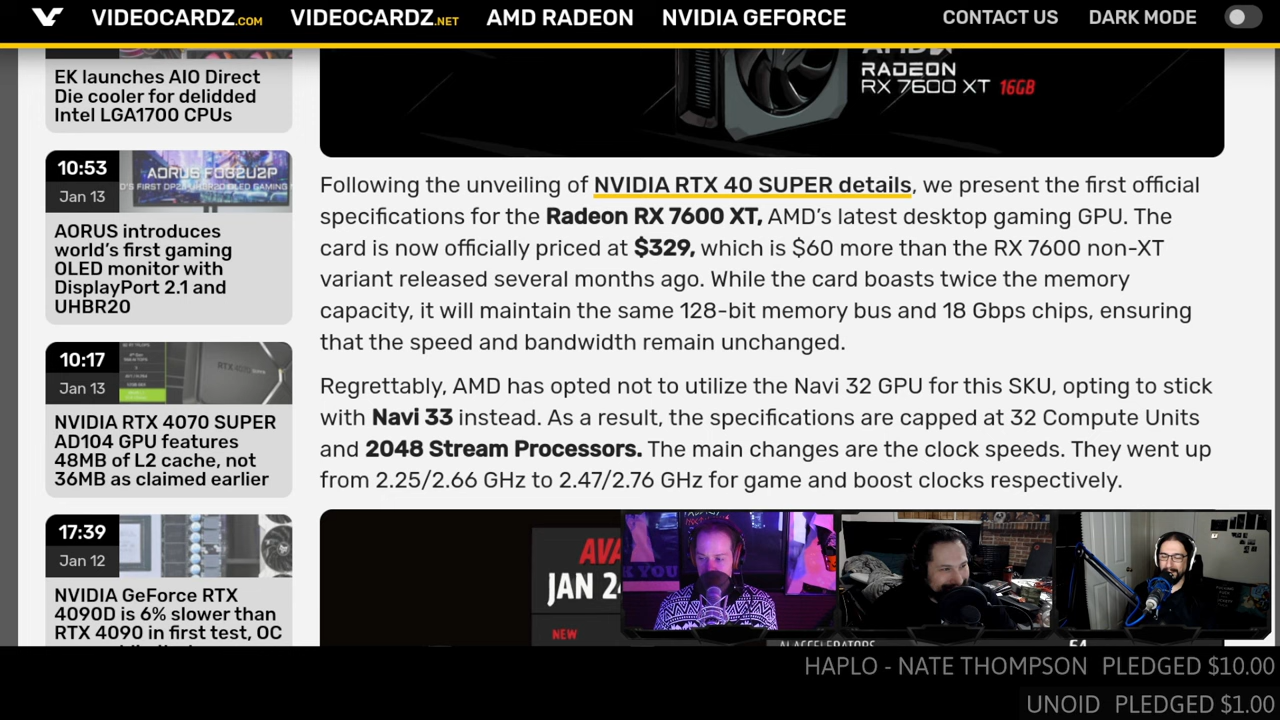 VIDEOCARDZ.COM VIDEOCARDZ.NET AMD RADEON NVIDIA GEFORCE CONTACT US DARK MODE
EK launches AIO Direct
Die cooler for delidded
Intel LGA1700 CPUs
10:53
Jan 13
AORUS FO32U2P
AORUS introduces
world's first gaming
OLED monitor with
DisplayPort 2.1 and
UHBR20
10:17
Jan 13
RTX 4070
NVIDIA RTX 4070 SUPER
AD104 GPU features
48MB of L2 cache, not
36MB as claimed earlier
17:39
Jan 12
NVIDIA GeForce RTX
4090D is 6% slower than
RTX 4090 in first test, OC
AMD
RADEON
RX 7600 XT 16GB
Following the unveiling of NVIDIA RTX 40 SUPER details, we present the first official
specifications for the Radeon RX 7600 XT, AMD’s latest desktop gaming GPU. The
card is now officially priced at $329, which is $60 more than the RX 7600 non-XT
variant released several months ago. While the card boasts twice the memory
capacity, it will maintain the same 128-bit memory bus and 18 Gbps chips, ensuring
that the speed and bandwidth remain unchanged.
Regrettably, AMD has opted not to utilize the Navi 32 GPU for this SKU, opting to stick
with Navi 33 instead. As a result, the specifications are capped at 32 Compute Units
and 2048 Stream Processors. The main changes are the clock speeds. They went up
from 2.25/2.66 GHz to 2.47/2.76 GHz for game and boost clocks respectively.
AVA
JAN 24
NEW
AI ACCELERATORS
64
HAPLO - NATE THOMPSON PLEDGED $10.00
UNOID PLEDGED $1.00